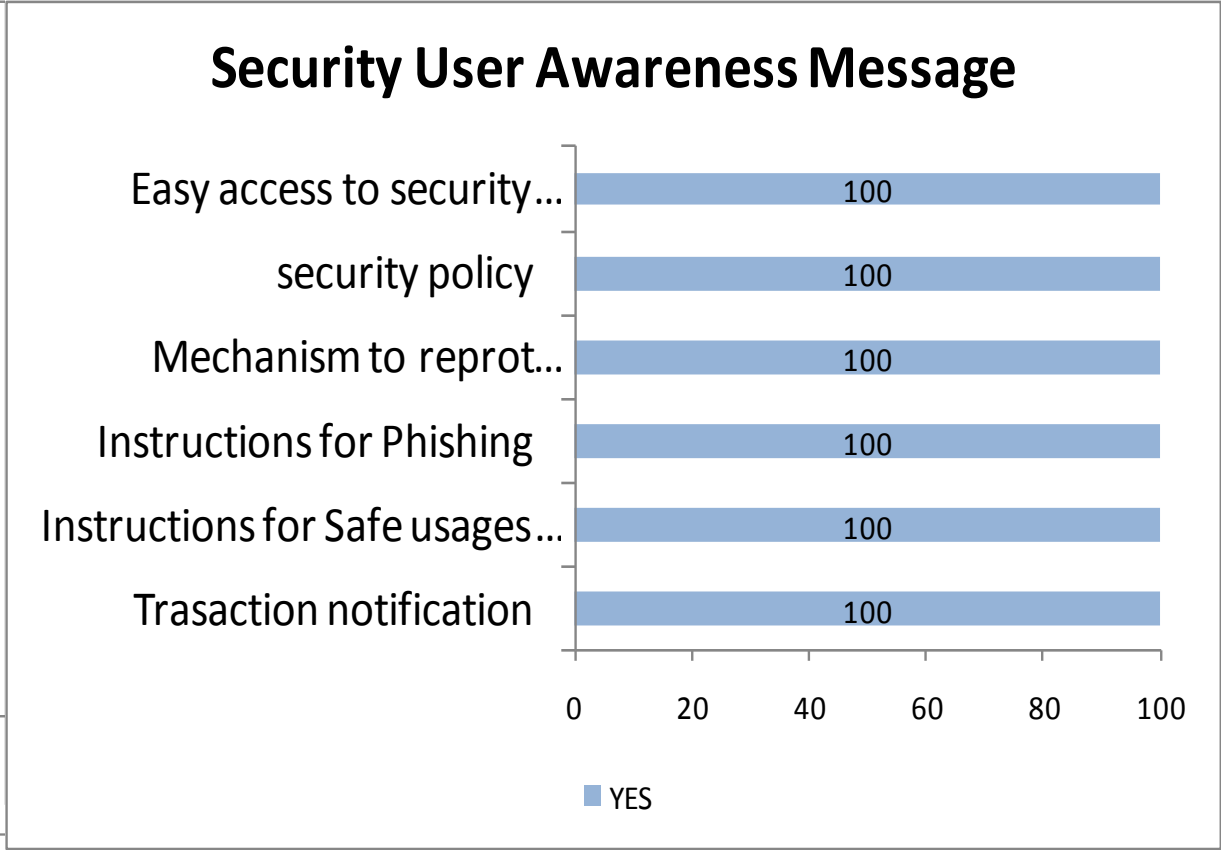 Security User Awareness Message
Easy access to security... 100
security policy 100
Mechanism to reprot... 100
Instructions for Phishing 100
Instructions for Safe usages... 100
Trasaction notification 100
0 20 40 60 80 100
YES